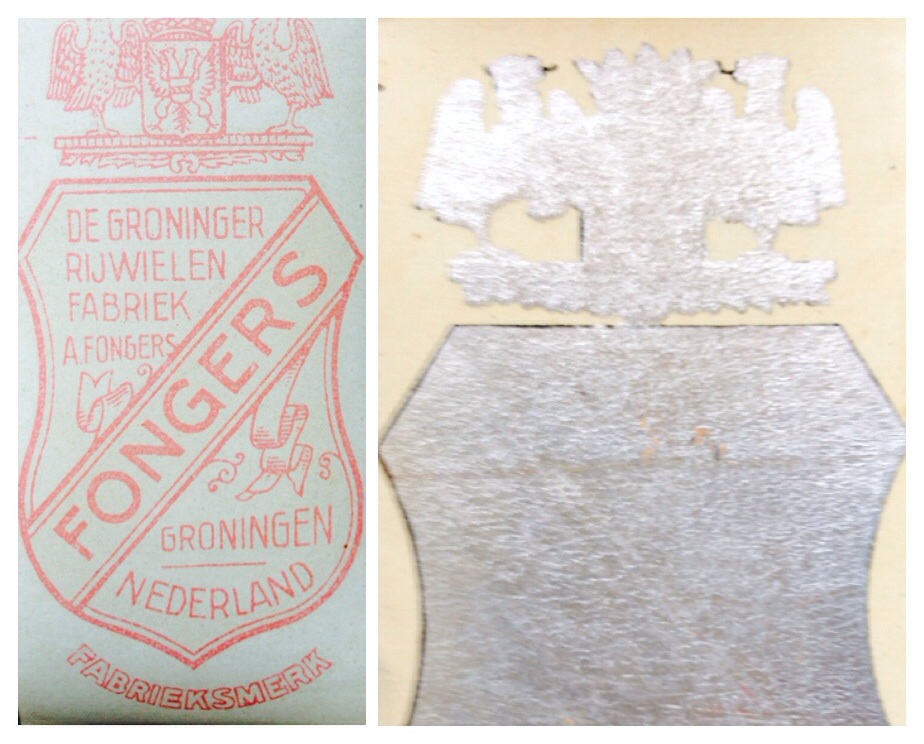 DE GRONINGER
RIJWIELEN
FABRIEK
A. FONGERS
FONGERS
GRONINGEN
NEDERLAND
FABRIEKSMERK